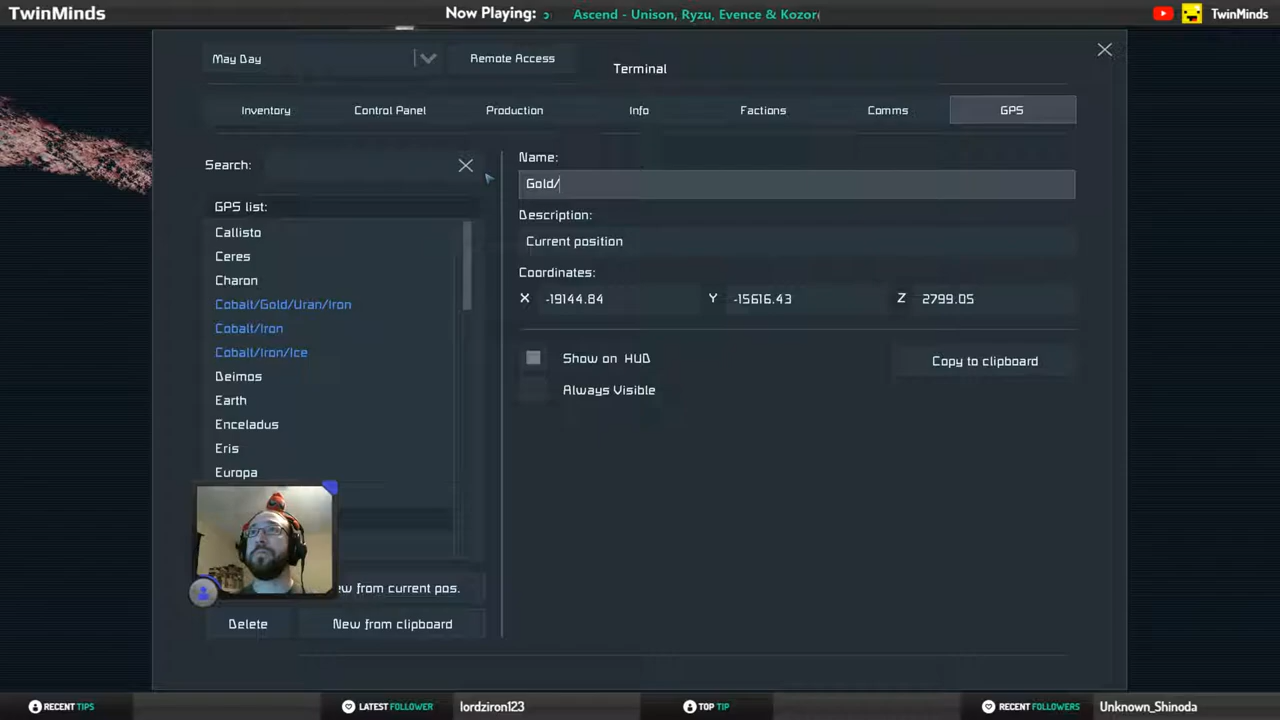 TwinMinds
Now Playing:
Ascend - Unison, Ryzu, Evence & Kozor
TwinMinds
May Day
Remote Access
Terminal
Inventory
Control Panel
Production
Info
Factions
Comms
GPS
Search:
Name:
Gold/
GPS list:
Description:
Current position
Callisto
Ceres
Charon
Cobalt/Gold/Uran/Iron
Cobalt/Iron
Cobalt/Iron/Ice
Deimos
Earth
Enceladus
Eris
Europa
Coordinates:
X -19144.84 Y -15616.43 Z 2799.05
Show on HUD
Copy to clipboard
Always Visible
from current pos.
Delete
New from clipboard
RECENT TIPS
LATEST FOLLOWER
lordziron123
TOP TIP
RECENT FOLLOWERS
Unknown_Shinoda